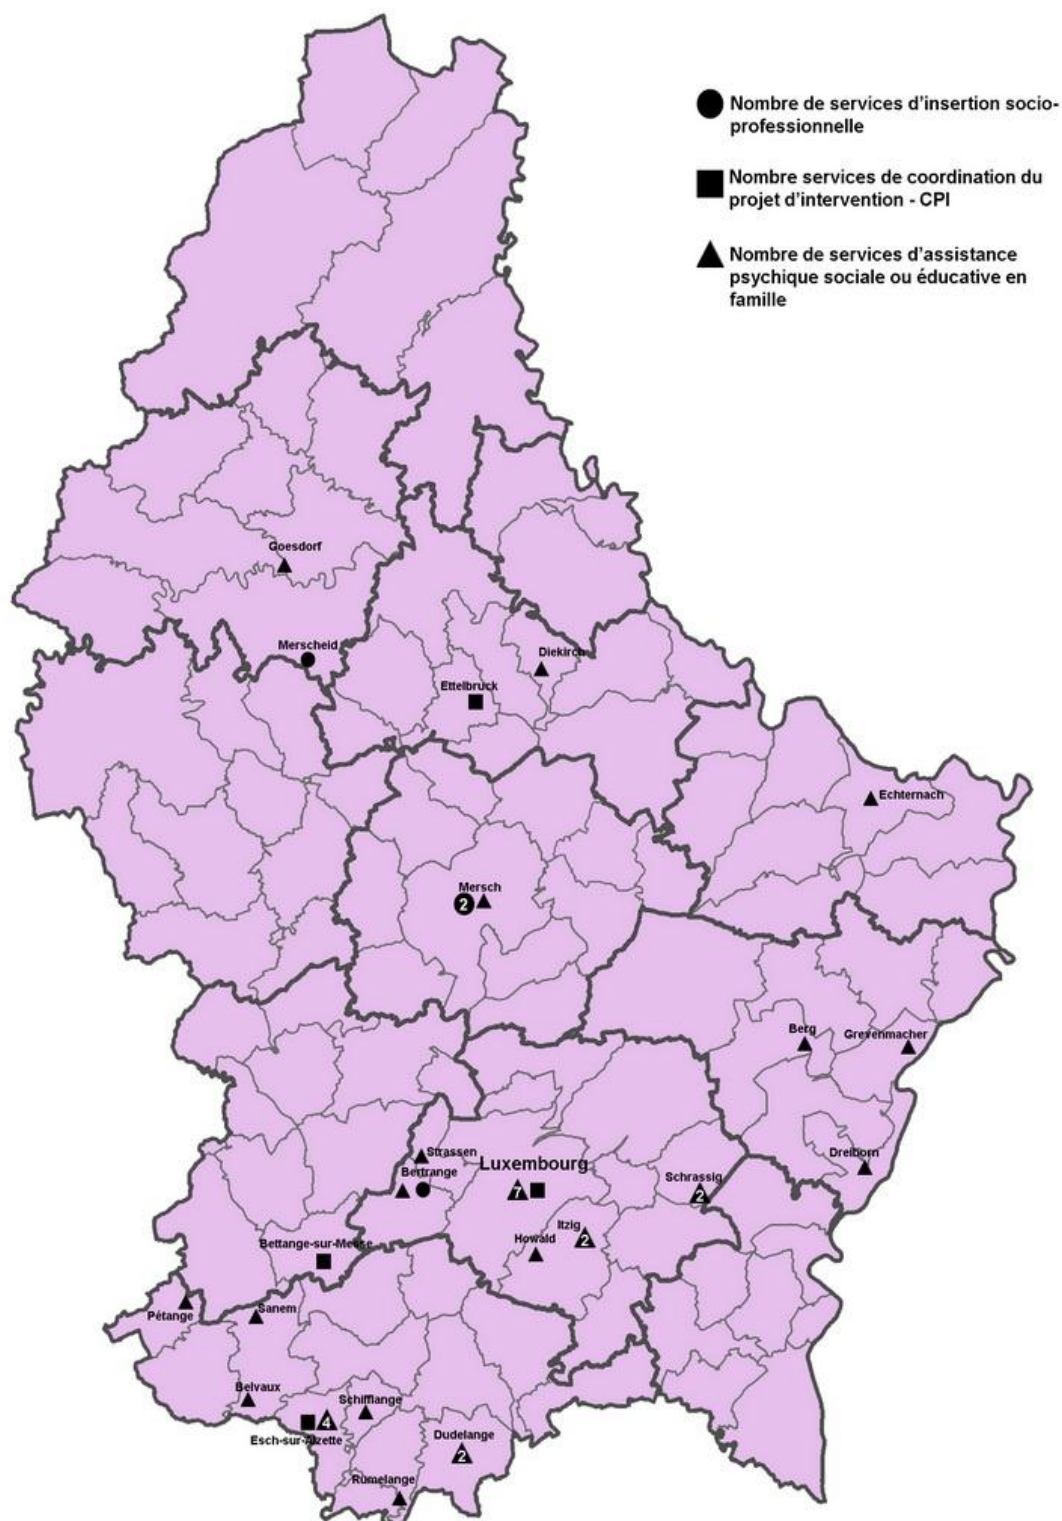 Nombre de services d'insertion socio-
professionnelle
Nombre services de coordination du
projet d'intervention - CPI
Nombre de services d'assistance
psychique sociale ou éducative en
famille
Goesdorf
Merscheid
Diekirch
Ettelbruck
Echternach
Mersch
2
Berg
Grevenmacher
Strassen
Dreiborn
Luxembourg
Bertrange
Schrassig
7
2
Itzig
Howald
2
Bettange-sur-Messe
Pétange
Sanem
Belvaux
Schifflange
4
Esch-sur-Alzette
Dudelange
2
Rumelange